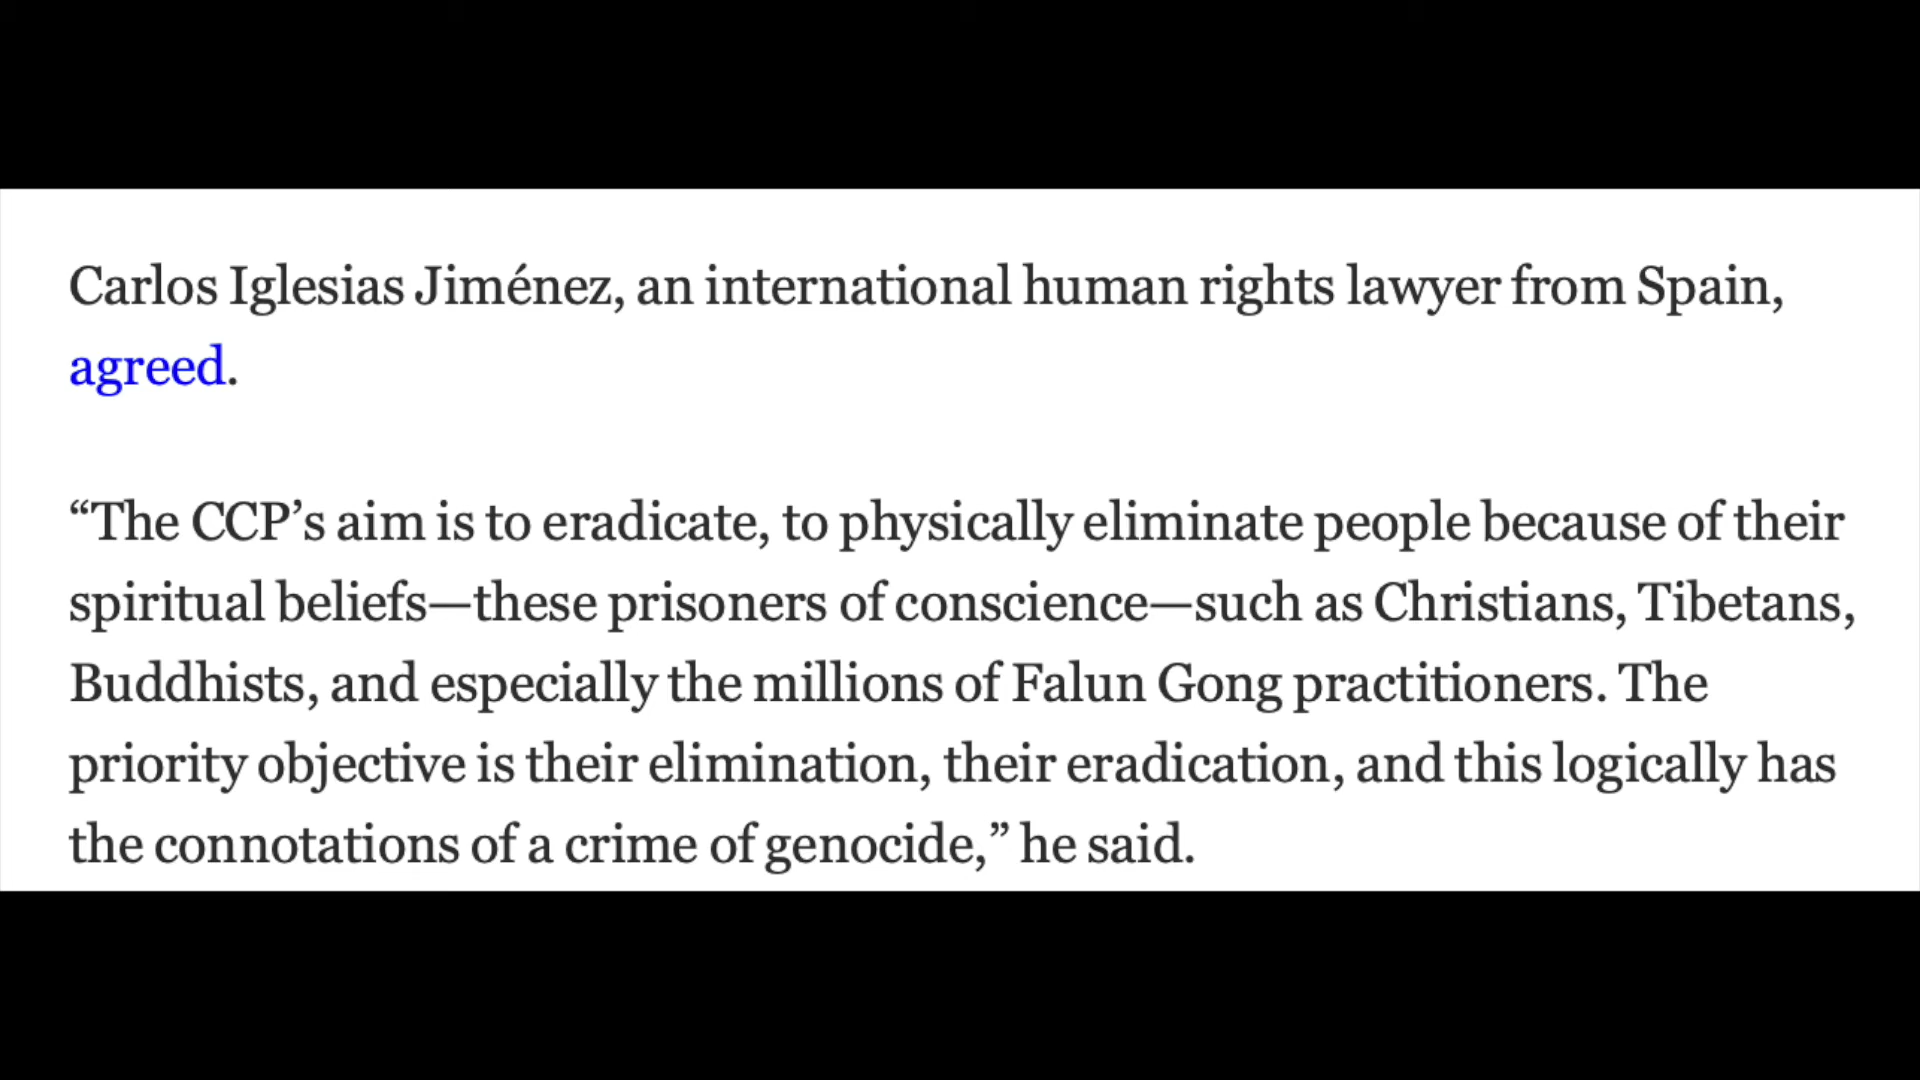 Carlos Iglesias Jiménez, an international human rights lawyer from Spain,
agreed.
“The CCP’s aim is to eradicate, to physically eliminate people because of their
spiritual beliefs—these prisoners of conscience—such as Christians, Tibetans,
Buddhists, and especially the millions of Falun Gong practitioners. The
priority objective is their elimination, their eradication, and this logically has
the connotations of a crime of genocide,” he said.